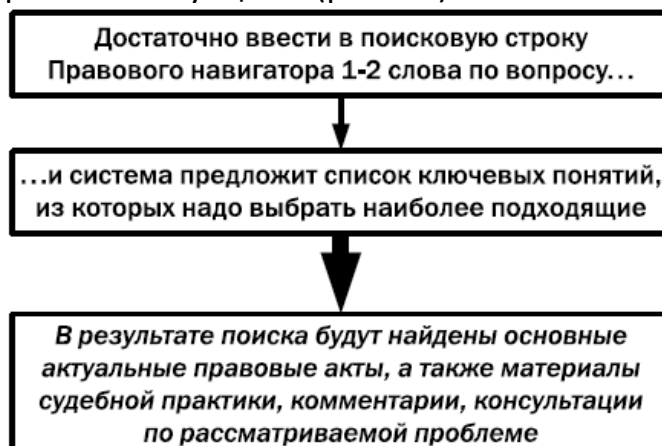 Достаточно ввести в поисковую строку
Правового навигатора 1-2 слова по вопросу...
...и система предложит список ключевых понятий,
из которых надо выбрать наиболее подходящие
В результате поиска будут найдены основные
актуальные правовые акты, а также материалы
судебной практики, комментарии, консультации
по рассматриваемой проблеме